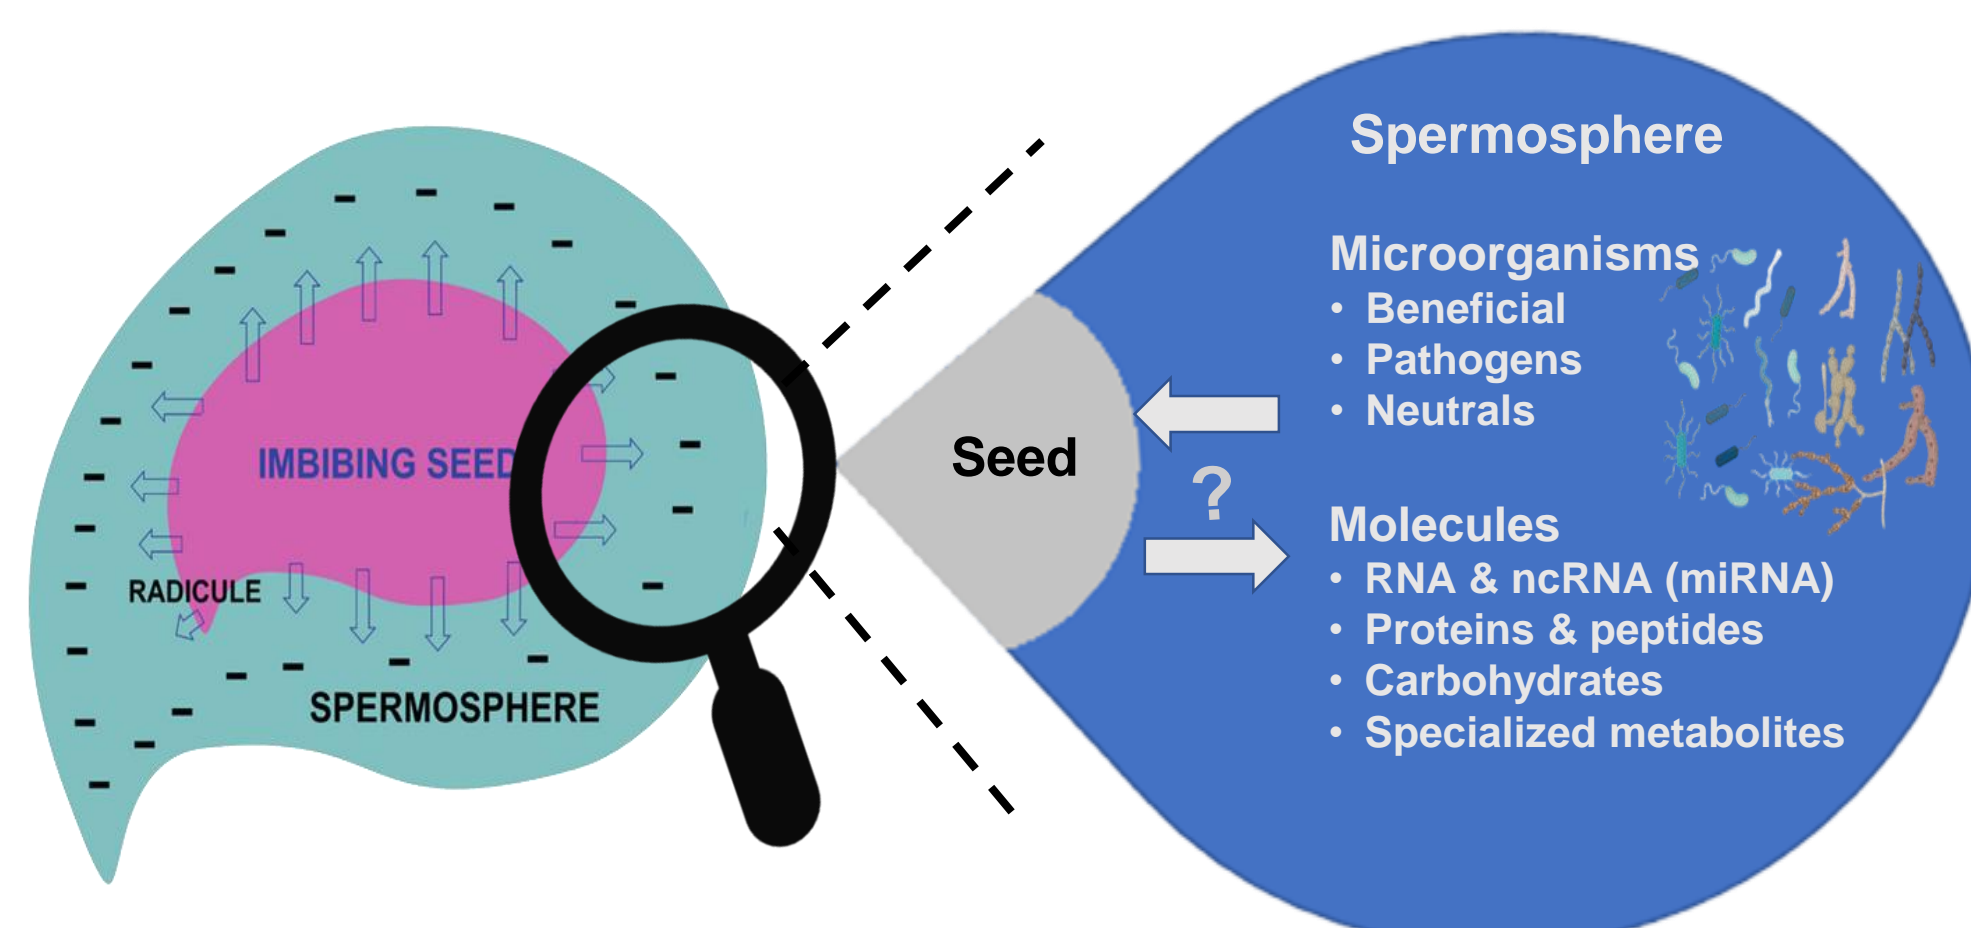 IMBIBING SEED
RADICULE
SPERMOSPHERE
Seed
?
Spermosphere
Microorganisms
• Beneficial
• Pathogens
• Neutrals
Molecules
• RNA & ncRNA (miRNA)
• Proteins & peptides
• Carbohydrates
• Specialized metabolites